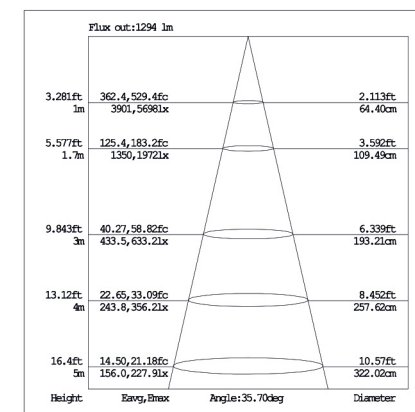 Flux out:1294 lm
3.281ft 362.4,529.4fc 2.113ft
1m 3901,5698lx 64.40cm
5.577ft 125.4,183.2fc 3.592ft
1.7m 1350,1972lx 109.49cm
9.843ft 40.27,58.82fc 6.339ft
3m 433.5,633.2lx 193.21cm
13.12ft 22.65,33.09fc 8.452ft
4m 243.8,356.2lx 257.62cm
16.4ft 14.50,21.18fc 10.57ft
5m 156.0,227.9lx 322.02cm
Height Eavg,Emax Angle:35.70deg Diameter